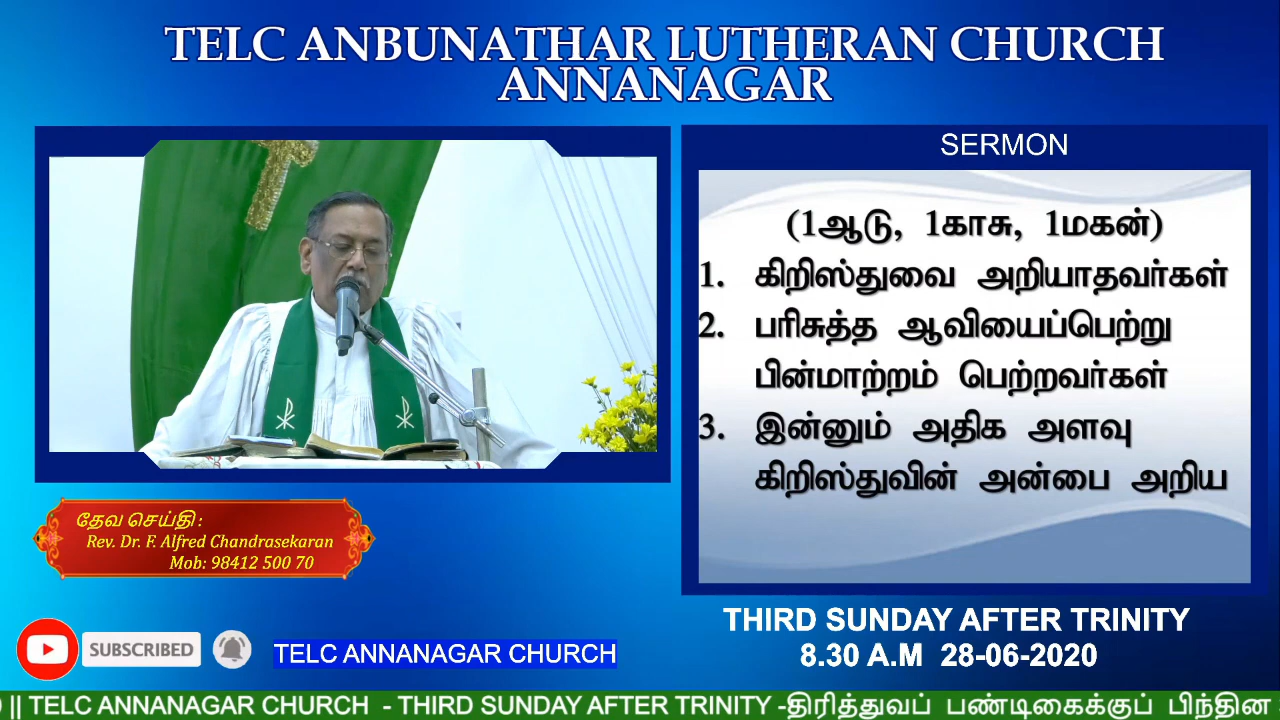 TELC ANBUNATHAR LUTHERAN CHURCH
ANNANAGAR
SERMON
(1ஆடு, 1காசு, 1மகன்)
1. கிறிஸ்துவை அறியாதவர்கள்
2. பரிசுத்த ஆவியைப்பெற்று
பின்மாற்றம் பெற்றவர்கள்
3. இன்னும் அதிக அளவு
கிறிஸ்துவின் அன்பை அறிய
தேவ செய்தி :
Rev. Dr. F. Alfred Chandrasekaran
Mob: 98412 500 70
THIRD SUNDAY AFTER TRINITY
8.30 A.M 28-06-2020
SUBSCRIBED
TELC ANNANAGAR CHURCH
|| TELC ANNANAGAR CHURCH - THIRD SUNDAY AFTER TRINITY -திரித்துவப் பண்டிகைக்குப் பிந்தின